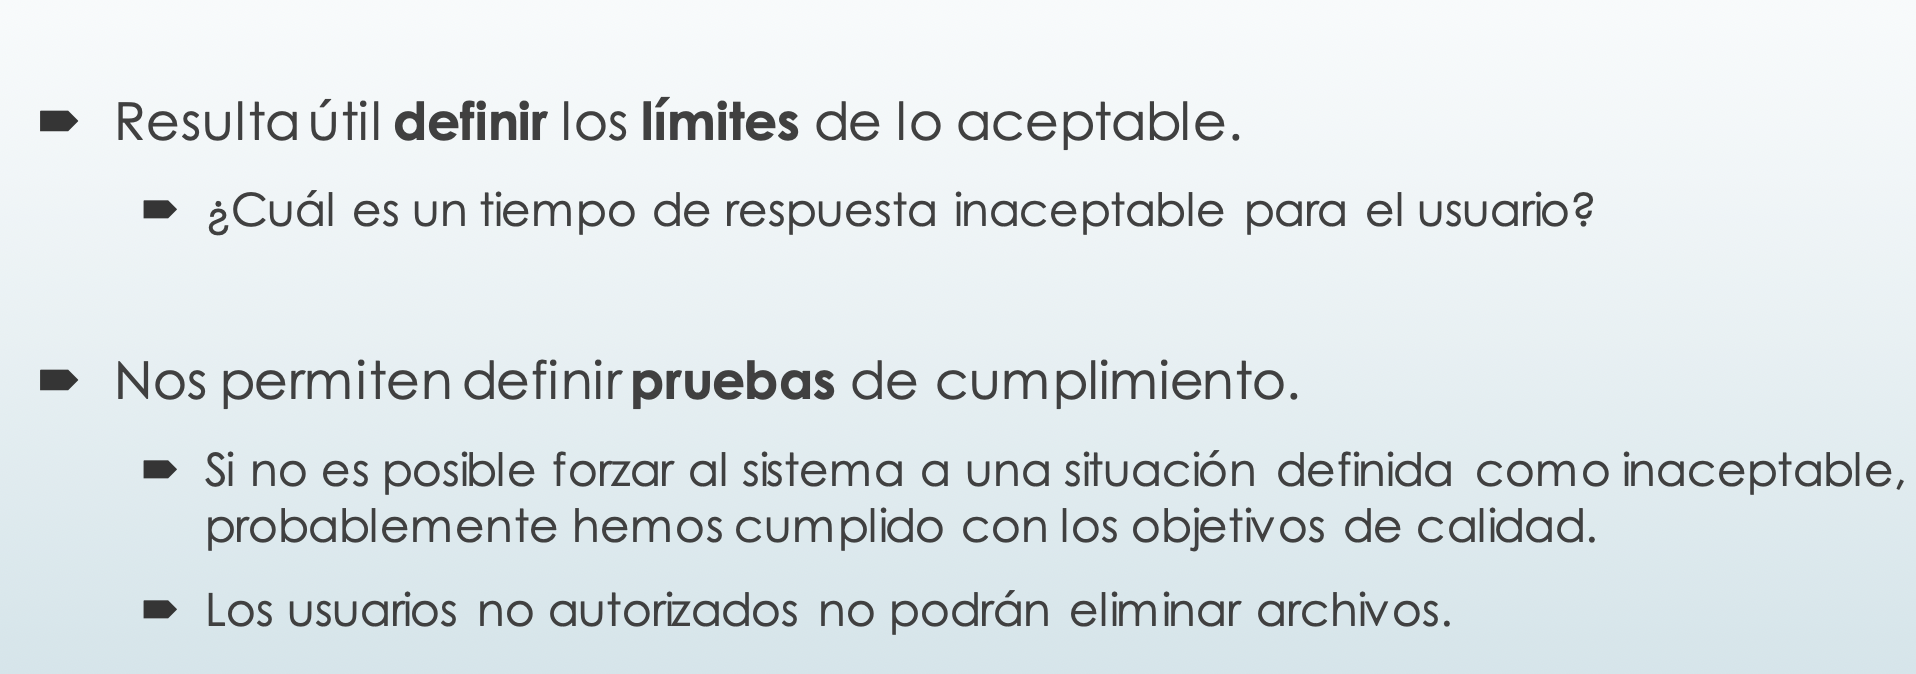 Resulta útil definir los límites de lo aceptable.
¿Cuál es un tiempo de respuesta inaceptable para el usuario?
Nos permiten definir pruebas de cumplimiento.
Si no es posible forzar al sistema a una situación definida como inaceptable,
probablemente hemos cumplido con los objetivos de calidad.
Los usuarios no autorizados no podrán eliminar archivos.